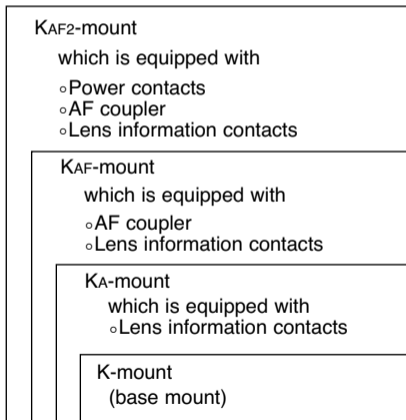 KAF2-mount
which is equipped with
◦Power contacts
◦AF coupler
◦Lens information contacts
KAF-mount
which is equipped with
◦AF coupler
◦Lens information contacts
KA-mount
which is equipped with
◦Lens information contacts
K-mount
(base mount)